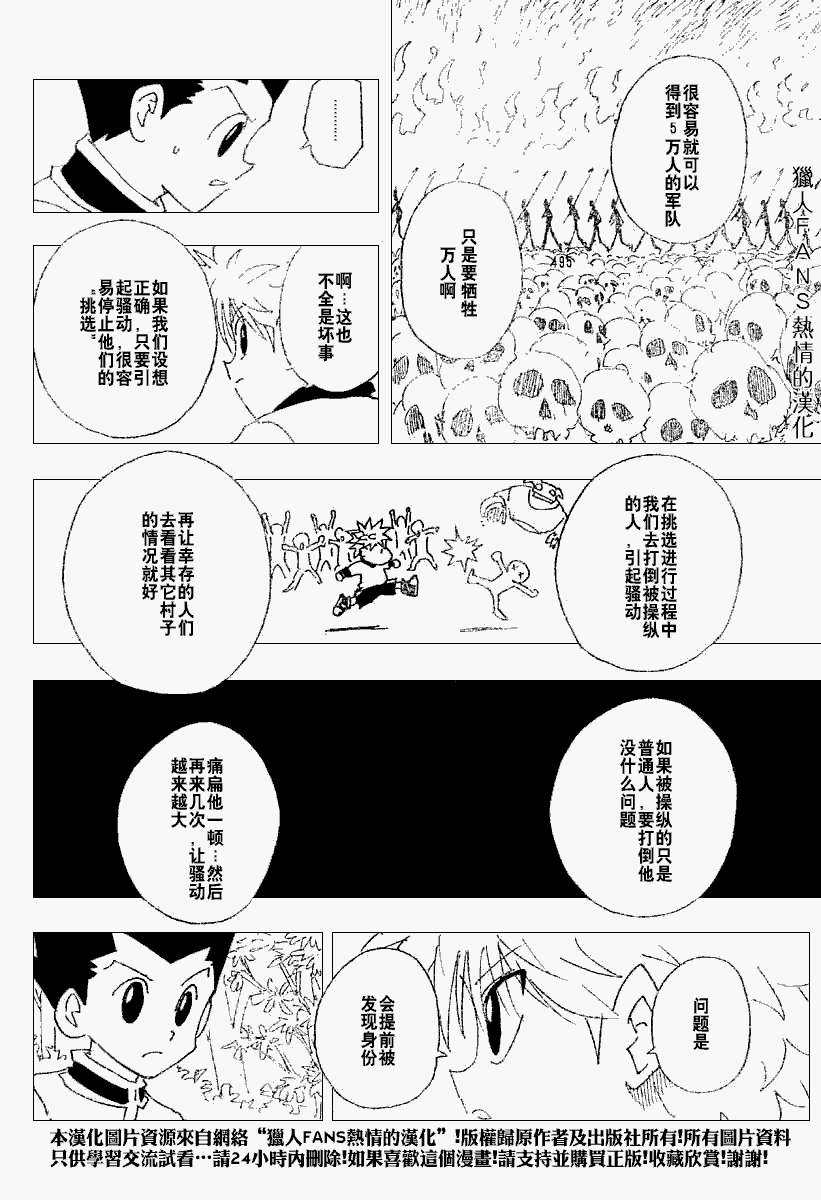 很容易就可以
得到5万人的军队
只是要牺牲
万人啊
495
獵人FANS熱情的漢化
…………
啊…这也
不全是坏事
如果我们设想
正确，只要引
起骚动，很容
易停止他们的
“挑选”
在挑选进行过程中
我们去打倒被操纵
的人，引起骚动
再让幸存的人们
去看看其它村子
的情况就好
如果被操纵的只是
普通人，要打倒他
没什么问题
痛扁他一顿…然后
再来几次，让骚动
越来越大
问题是
会提前被
发现身份
本漢化圖片資源來自網絡“獵人FANS熱情的漢化”!版權歸原作者及出版社所有!所有圖片資料
只供學習交流試看…請24小時內刪除!如果喜歡這個漫畫!請支持並購買正版!收藏欣賞!謝謝!